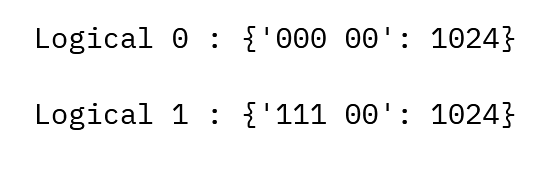 Logical 0 : {'000 00': 1024}
Logical 1 : {'111 00': 1024}